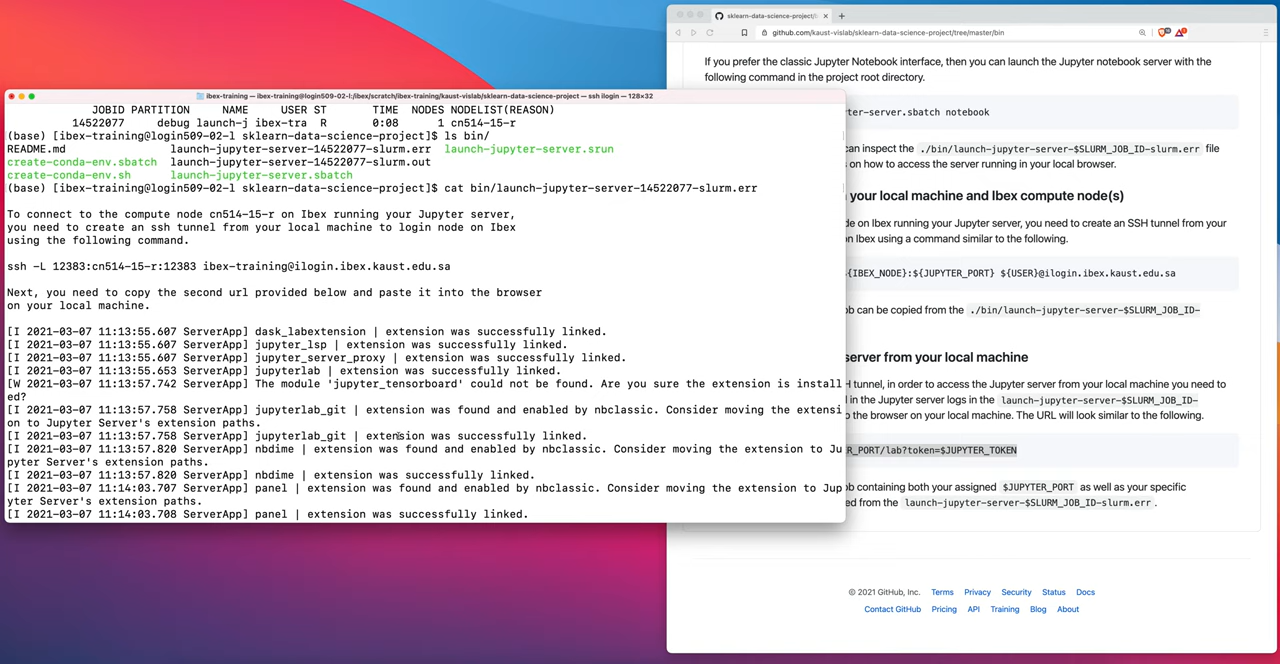 ibex-training — ibex-training@login509-02-l:/ibex/scratch/ibex-training/kaust-vislab/sklearn-data-science-project — ssh ilogin — 128×32
JOBID PARTITION NAME USER ST TIME NODES NODELIST(REASON)
14522077 debug launch-j ibex-tra R 0:08 1 cn514-15-r
(base) [ibex-training@login509-02-l sklearn-data-science-project]$ ls bin/
README.md launch-jupyter-server-14522077-slurm.err launch-jupyter-server.srun
create-conda-env.sbatch launch-jupyter-server-14522077-slurm.out
create-conda-env.sh launch-jupyter-server.sbatch
(base) [ibex-training@login509-02-l sklearn-data-science-project]$ cat bin/launch-jupyter-server-14522077-slurm.err
To connect to the compute node cn514-15-r on Ibex running your Jupyter server,
you need to create an ssh tunnel from your local machine to login node on Ibex
using the following command.
ssh -L 12383:cn514-15-r:12383 ibex-training@ilogin.ibex.kaust.edu.sa
Next, you need to copy the second url provided below and paste it into the browser
on your local machine.
[I 2021-03-07 11:13:55.607 ServerApp] dask_labextension | extension was successfully linked.
[I 2021-03-07 11:13:55.607 ServerApp] jupyter_lsp | extension was successfully linked.
[I 2021-03-07 11:13:55.607 ServerApp] jupyter_server_proxy | extension was successfully linked.
[I 2021-03-07 11:13:55.653 ServerApp] jupyterlab | extension was successfully linked.
[W 2021-03-07 11:13:57.742 ServerApp] The module 'jupyter_tensorboard' could not be found. Are you sure the extension is install
ed?
[I 2021-03-07 11:13:57.758 ServerApp] jupyterlab_git | extension was found and enabled by nbclassic. Consider moving the extensi
on to Jupyter Server's extension paths.
[I 2021-03-07 11:13:57.758 ServerApp] jupyterlab_git | extension was successfully linked.
[I 2021-03-07 11:13:57.820 ServerApp] nbdime | extension was found and enabled by nbclassic. Consider moving the extension to Ju
pyter Server's extension paths.
[I 2021-03-07 11:13:57.820 ServerApp] nbdime | extension was successfully linked.
[I 2021-03-07 11:14:03.707 ServerApp] panel | extension was found and enabled by nbclassic. Consider moving the extension to Jup
yter Server's extension paths.
[I 2021-03-07 11:14:03.708 ServerApp] panel | extension was successfully linked.
sklearn-data-science-project/b
github.com/kaust-vislab/sklearn-data-science-project/tree/master/bin
If you prefer the classic Jupyter Notebook interface, then you can launch the Jupyter notebook server with the
following command in the project root directory.
ter-server.sbatch notebook
can inspect the ./bin/launch-jupyter-server-$SLURM_JOB_ID-slurm.err file
on how to access the server running in your local browser.
your local machine and Ibex compute node(s)
de on Ibex running your Jupyter server, you need to create an SSH tunnel from your
on Ibex using a command similar to the following.
{IBEX_NODE}:${JUPYTER_PORT} ${USER}@ilogin.ibex.kaust.edu.sa
ob can be copied from the ./bin/launch-jupyter-server-$SLURM_JOB_ID-
server from your local machine
H tunnel, in order to access the Jupyter server from your local machine you need to
d in the Jupyter server logs in the launch-jupyter-server-$SLURM_JOB_ID-
o the browser on your local machine. The URL will look similar to the following.
R_PORT/lab?token=$JUPYTER_TOKEN
ob containing both your assigned $JUPYTER_PORT as well as your specific
ed from the launch-jupyter-server-$SLURM_JOB_ID-slurm.err .
© 2021 GitHub, Inc. Terms Privacy Security Status Docs
Contact GitHub Pricing API Training Blog About